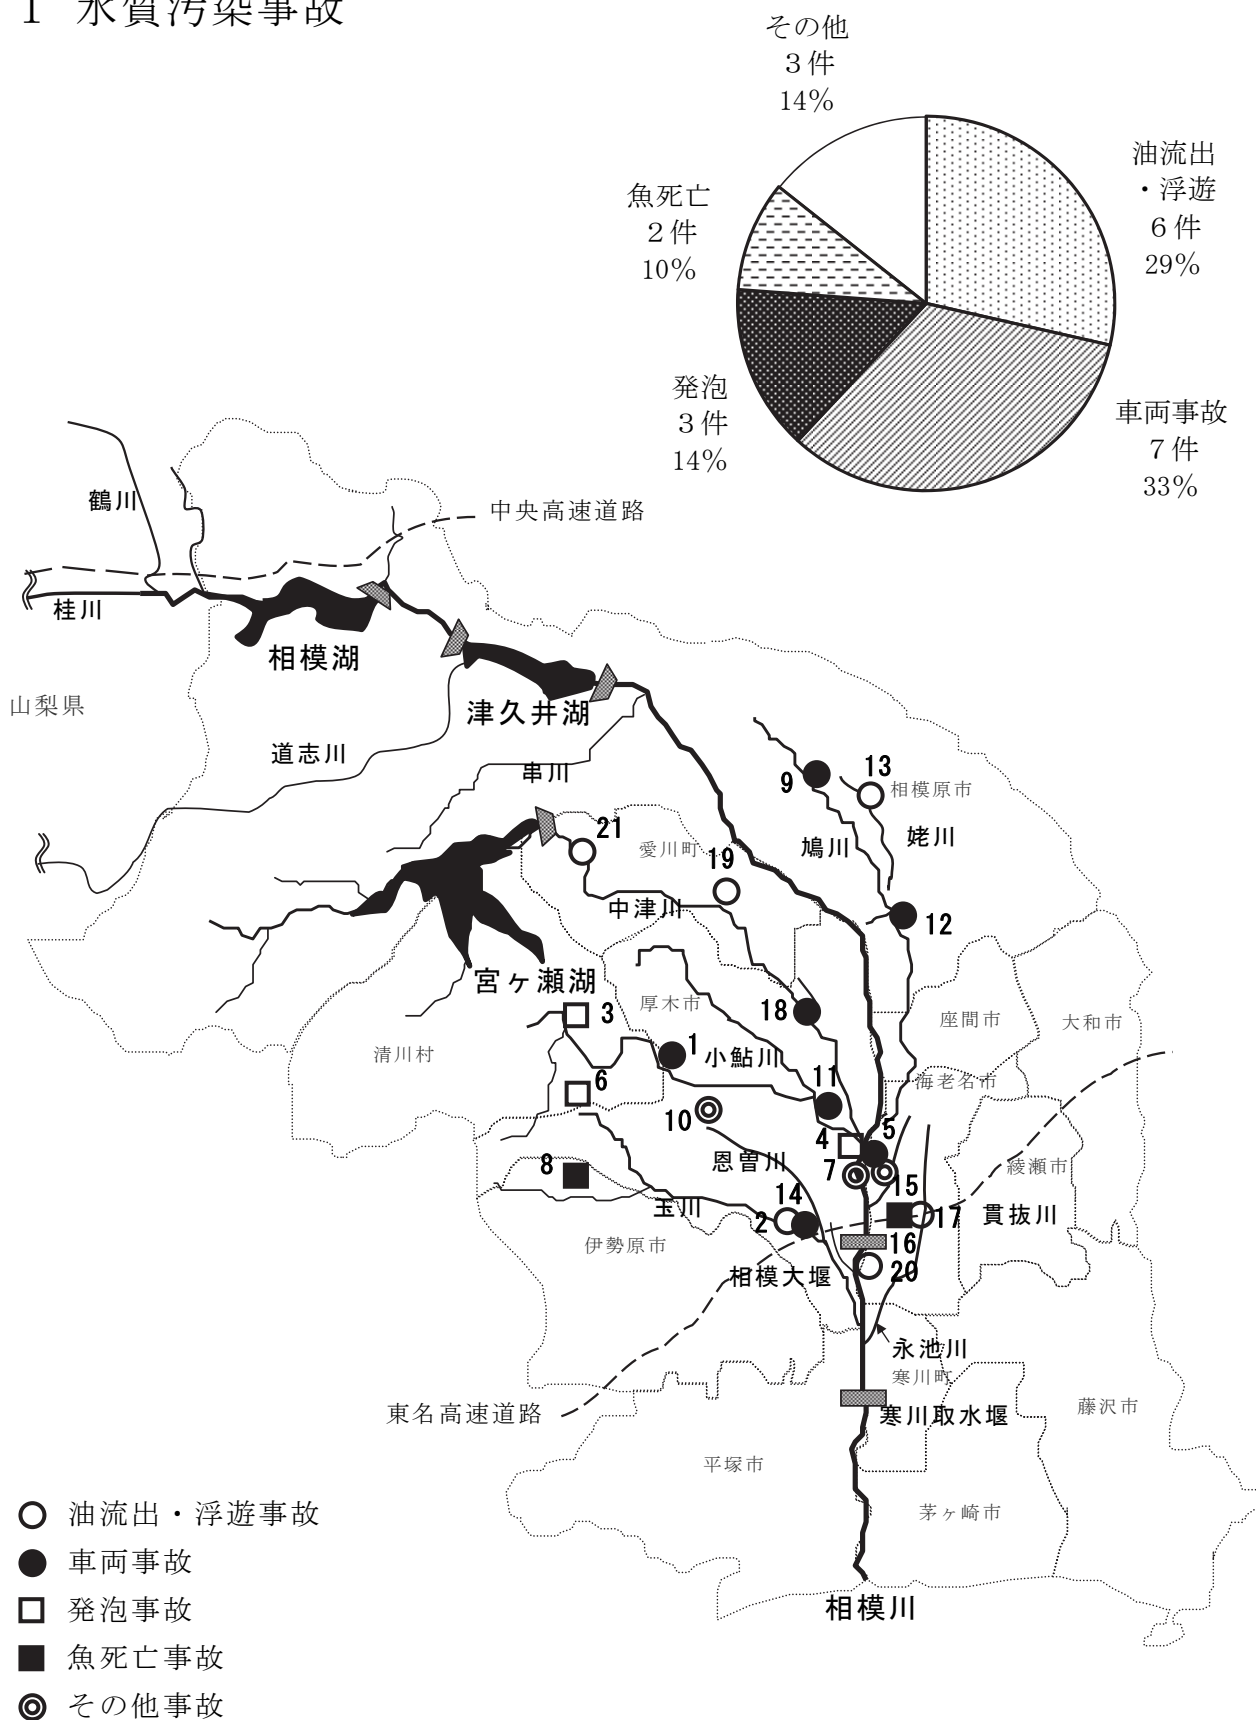 1 水質汚染事故
その他
３件
14%
油流出
・浮遊
６件
29%
魚死亡
２件
10%
発泡
３件
14%
車両事故
７件
33%
鶴川
中央高速道路
桂川
相模湖
山梨県
津久井湖
道志川
串川
9
13
相模原市
姥川
鳩川
21
愛川町
19
中津川
12
宮ヶ瀬湖
3
厚木市
18
座間市
大和市
清川村
1
小鮎川
6
11
海老名市
10
4
5
恩曽川
7
8
15
綾瀬市
玉川
2
14
17
貫抜川
伊勢原市
16
相模大堰
20
永池川
寒川町
東名高速道路
寒川取水堰
藤沢市
平塚市
茅ヶ崎市
相模川
油流出・浮遊事故
車両事故
発泡事故
魚死亡事故
その他事故